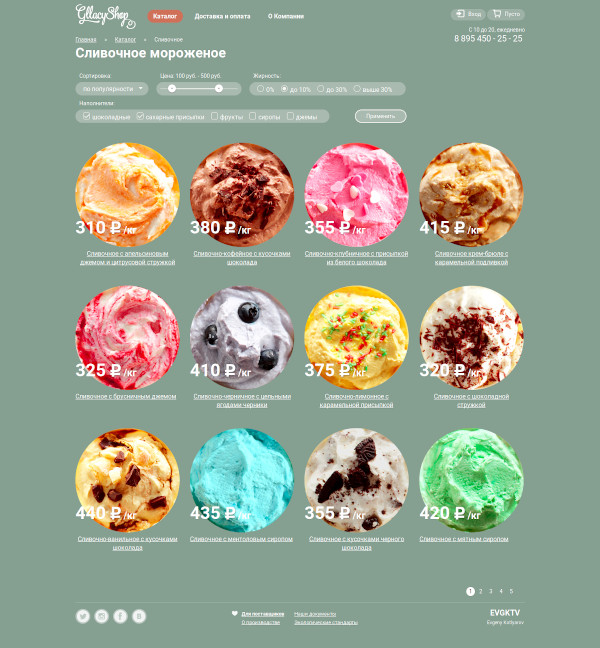 GllacyShop
Каталог Доставка и оплата О Компании
Вход Пусто
С 10 до 20, ежедневно
8 895 450 - 25 - 25
Главная » Каталог » Сливочное
Сливочное мороженое
Сортировка: Цена: 100 руб. - 500 руб. Жирность:
по популярности 0% до 10% до 30% выше 30%
Наполнители:
шоколадные сахарные присыпки фрукты сиропы джемы Применить
310 ₽ /кг 380 ₽ /кг 355 ₽ /кг 415 ₽ /кг
Сливочное с апельсиновым джемом и цитрусовой стружкой
Сливочно-кофейное с кусочками шоколада
Сливочно-клубничное с присыпкой из белого шоколада
Сливочное крем-брюле с карамельной подливкой
325 ₽ /кг 410 ₽ /кг 375 ₽ /кг 320 ₽ /кг
Сливочное с брусничным джемом
Сливочно-черничное с цельными ягодами черники
Сливочно-лимонное с карамельной присыпкой
Сливочное с шоколадной стружкой
440 ₽ /кг 435 ₽ /кг 355 ₽ /кг 420 ₽ /кг
Сливочно-ванильное с кусочками шоколада
Сливочное с ментоловым сиропом
Сливочное с кусочками черного шоколада
Сливочное с мятным сиропом
1 2 3 4 5
Для поставщиков Наши документы
О производстве Экологические стандарты
EVGKTV